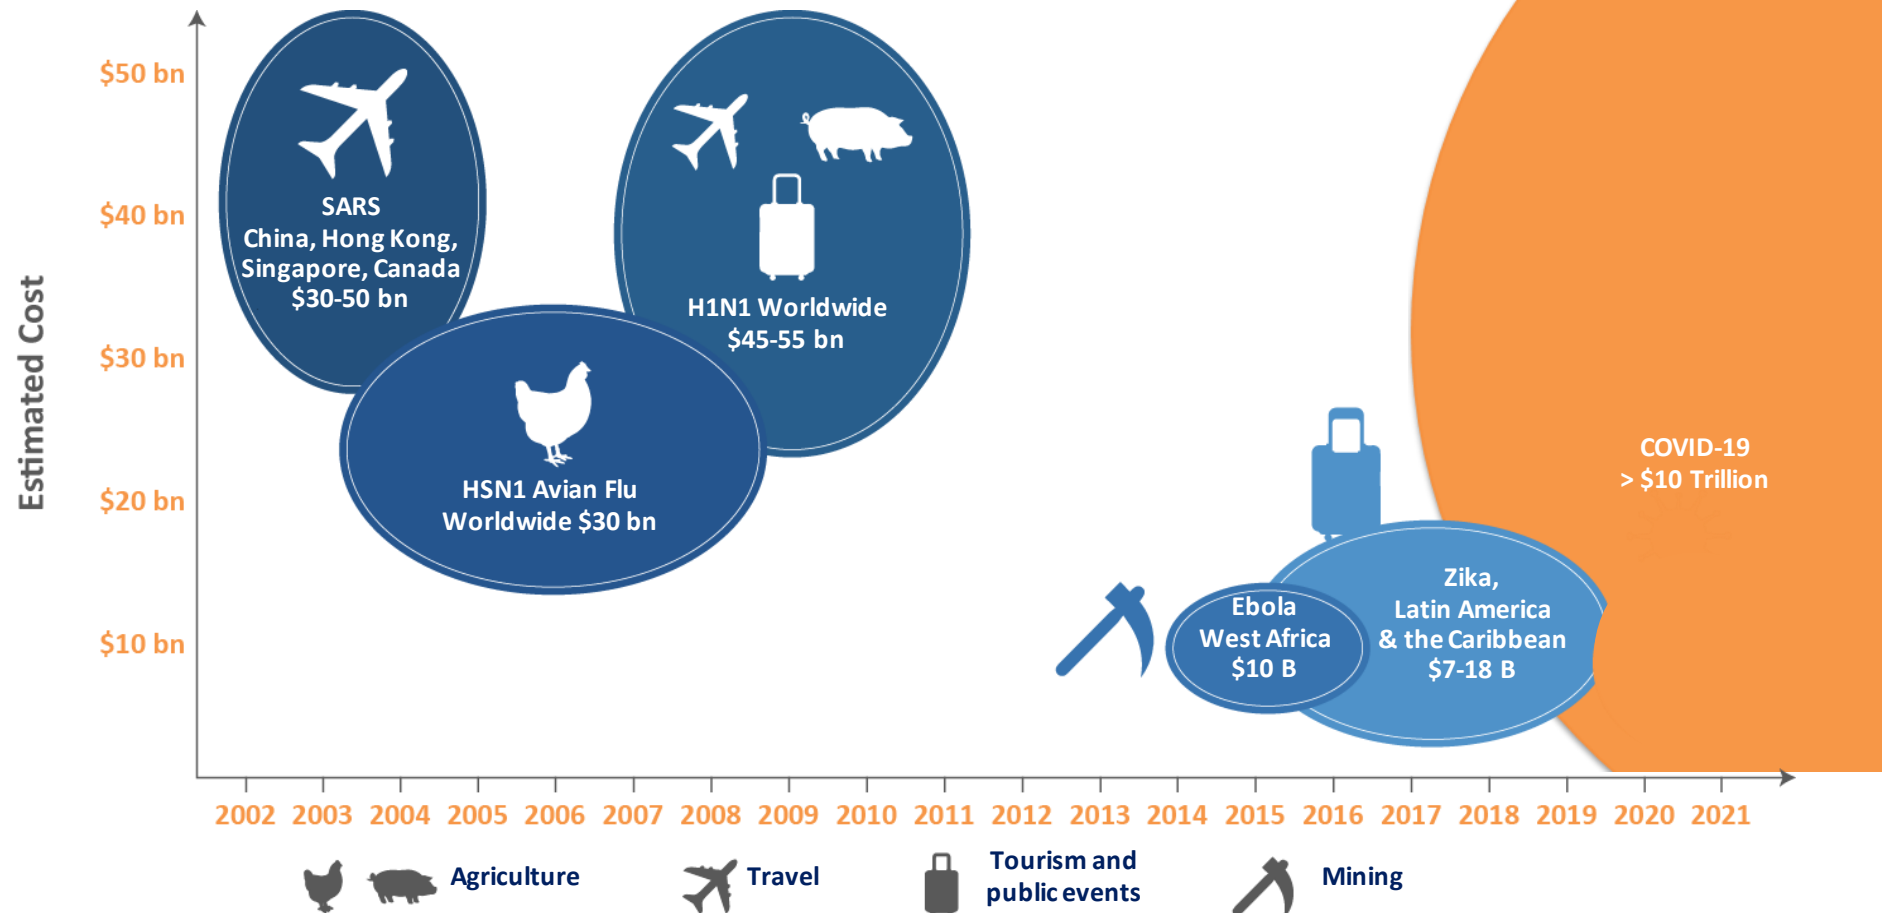 Estimated Cost
$50 bn
$40 bn
$30 bn
$20 bn
$10 bn
SARS
China, Hong Kong,
Singapore, Canada
$30-50 bn
H1N1 Worldwide
$45-55 bn
HSN1 Avian Flu
Worldwide $30 bn
Ebola
West Africa
$10 B
Zika,
Latin America
& the Caribbean
$7-18 B
COVID-19
> $10 Trillion
2002 2003 2004 2005 2006 2007 2008 2009 2010 2011 2012 2013 2014 2015 2016 2017 2018 2019 2020 2021
Agriculture
Travel
Tourism and
public events
Mining